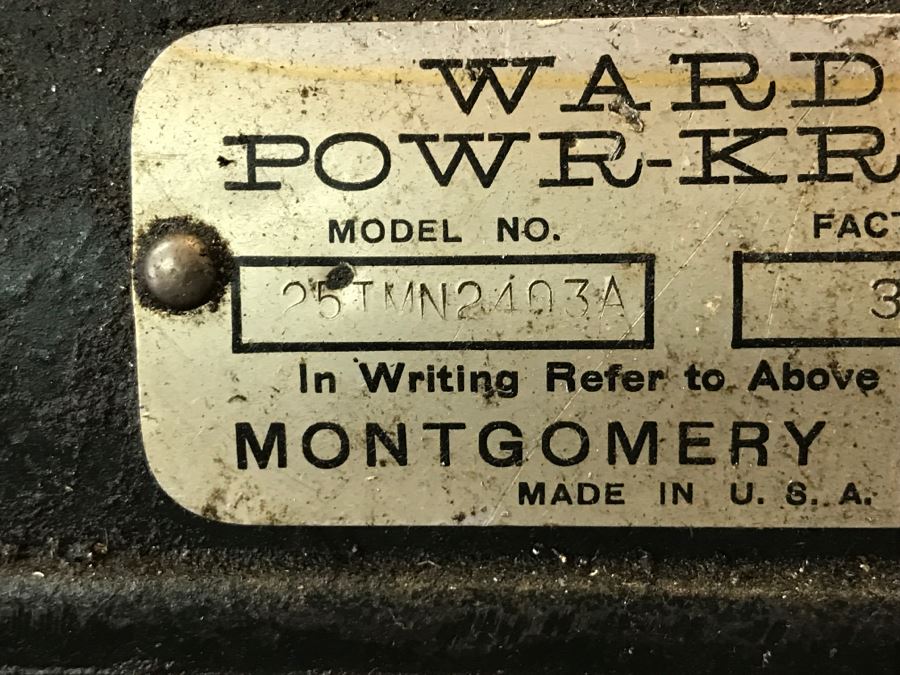 WARD
POWR-KR
MODEL NO. FACT
25TMN2403A 3
In Writing Refer to Above
MONTGOMERY
MADE IN U. S. A.